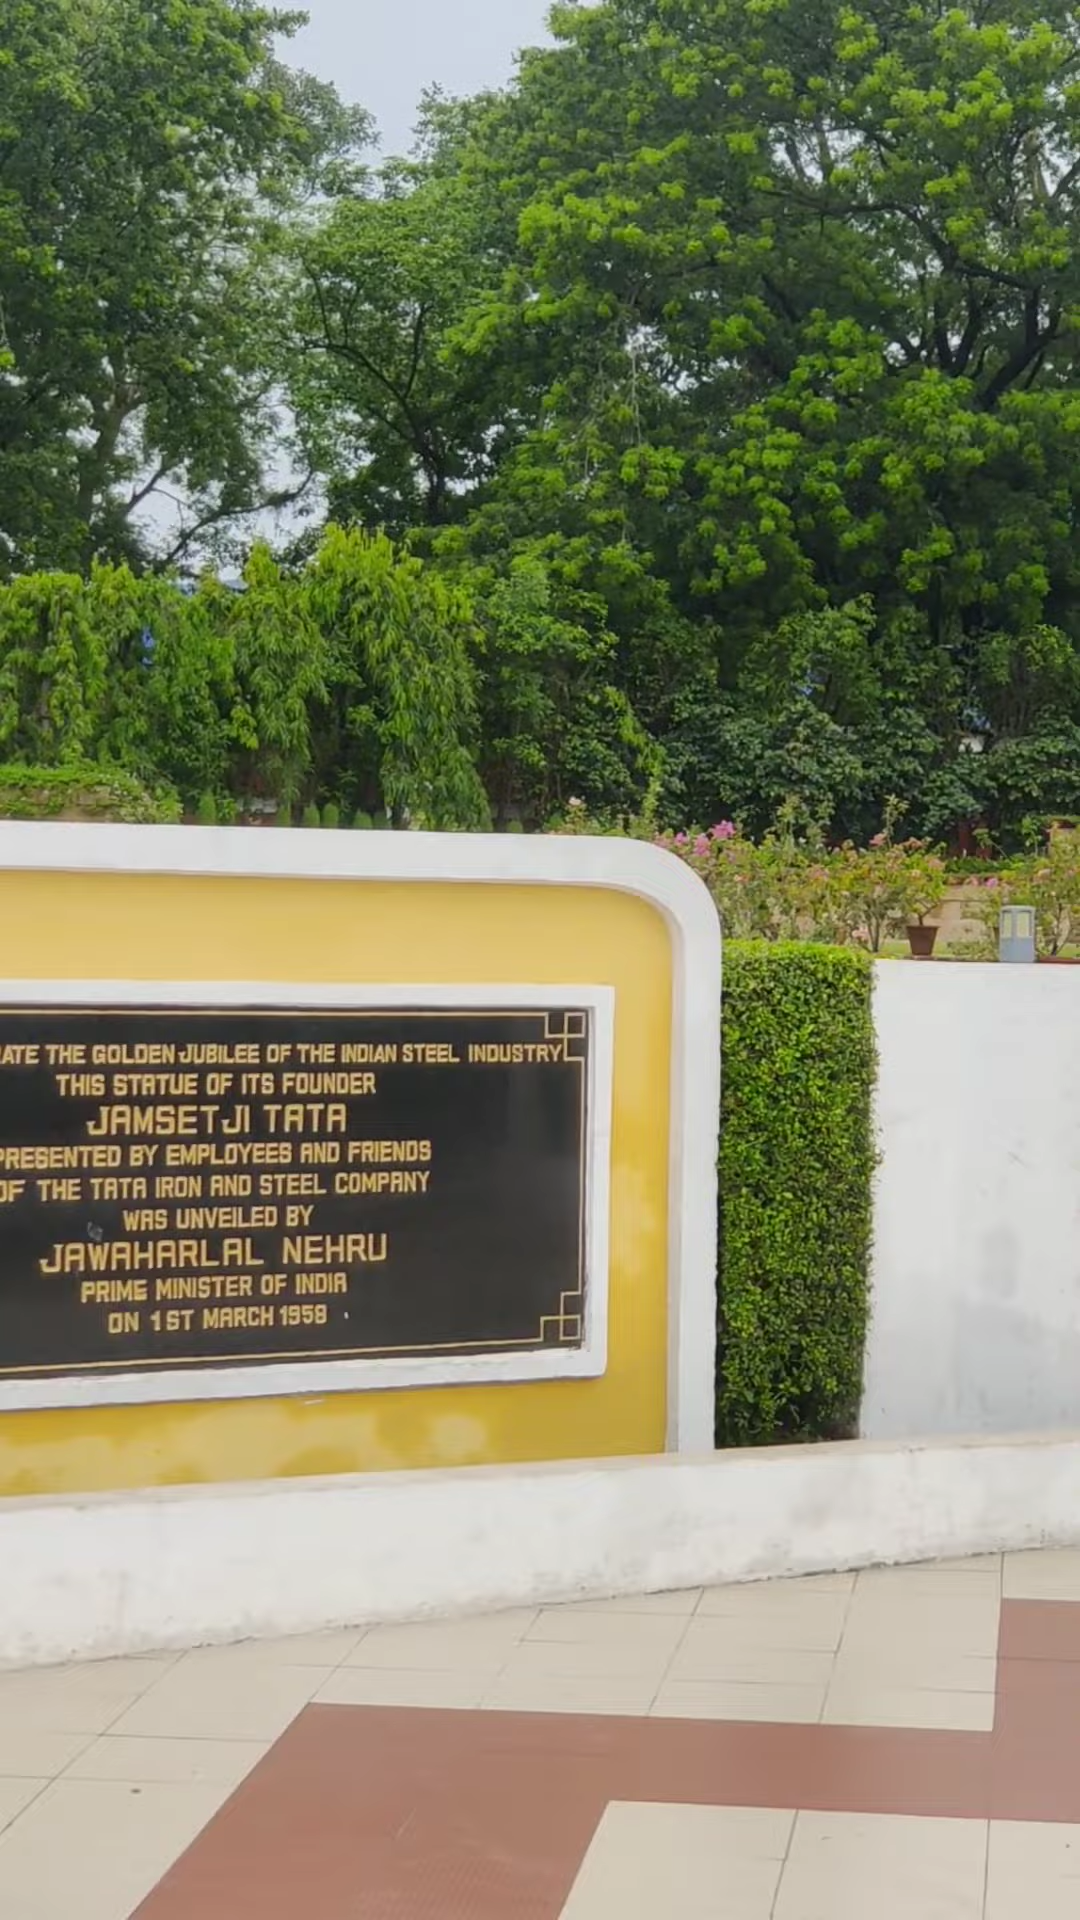 ATE THE GOLDEN JUBILEE OF THE INDIAN STEEL INDUSTRY
THIS STATUE OF ITS FOUNDER
JAMSETJI TATA
PRESENTED BY EMPLOYEES AND FRIENDS
OF THE TATA IRON AND STEEL COMPANY
WAS UNVEILED BY
JAWAHARLAL NEHRU
PRIME MINISTER OF INDIA
ON 1ST MARCH 1958